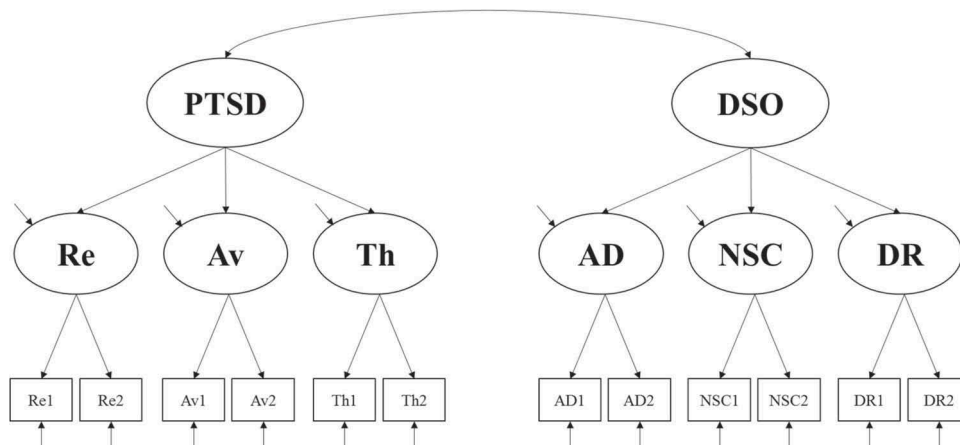 PTSD DSO
Re Av Th AD NSC DR
Re1 Re2 Av1 Av2 Th1 Th2 AD1 AD2 NSC1 NSC2 DR1 DR2